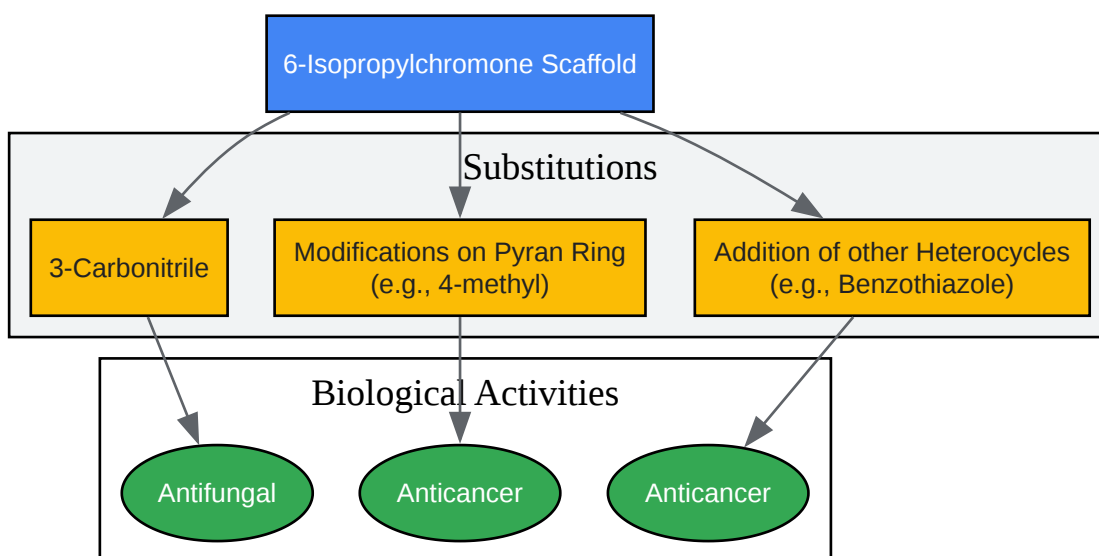 6-Isopropylchromone Scaffold
Substitutions
3-Carbonitrile
Modifications on Pyran Ring
(e.g., 4-methyl)
Addition of other Heterocycles
(e.g., Benzothiazole)
Biological Activities
Antifungal
Anticancer
Anticancer